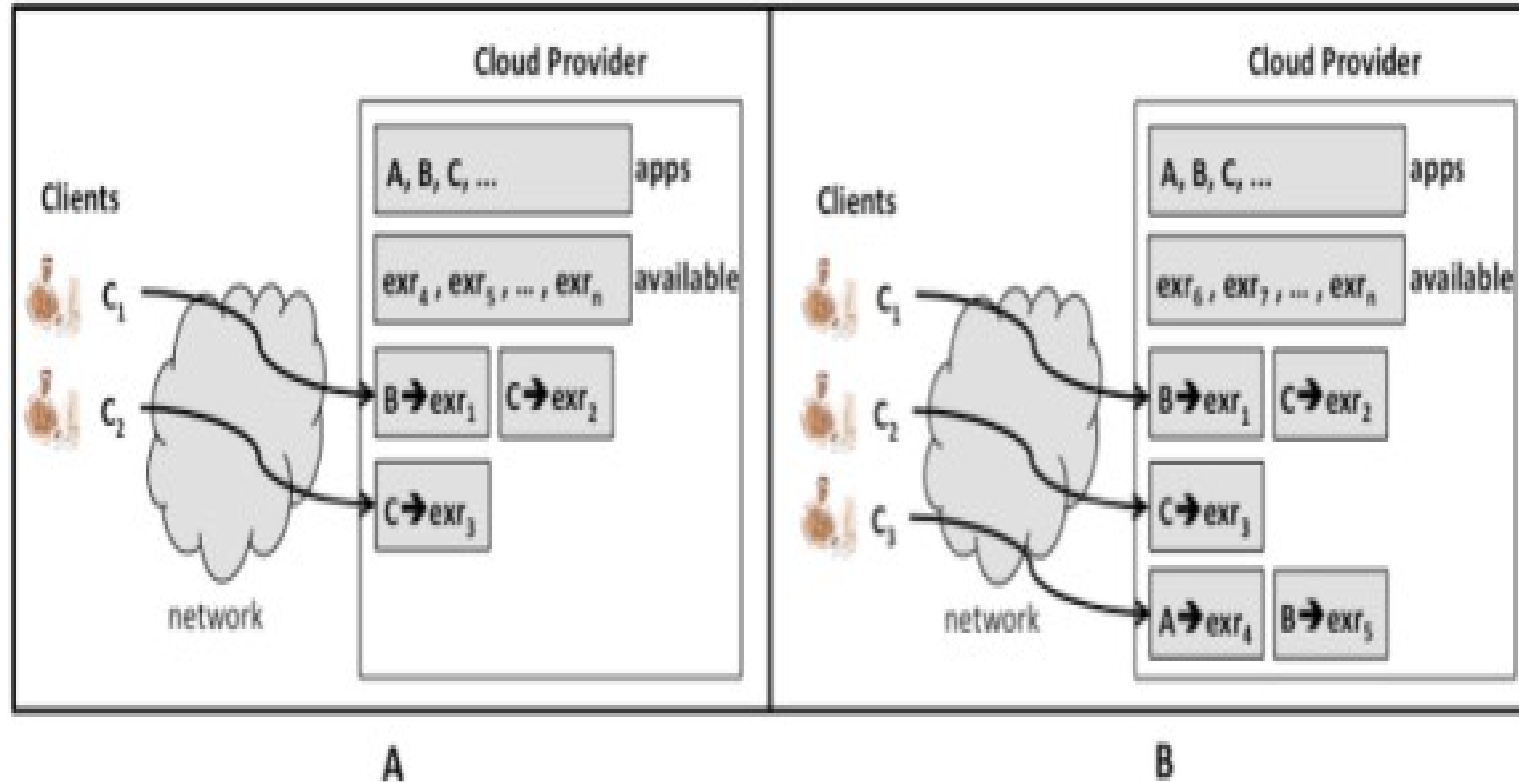 Cloud Provider
A, B, C, ... apps
Clients
exr₄ , exr₅ , ... , exrₙ available
C₁
B➔exr₁ C➔exr₂
C₂
C➔exr₃
network
A
Cloud Provider
A, B, C, ... apps
Clients
exr₆ , exr₇ , ... , exrₙ available
C₁
B➔exr₁ C➔exr₂
C₂
C➔exr₃
C₃
A➔exr₄ B➔exr₅
network
B